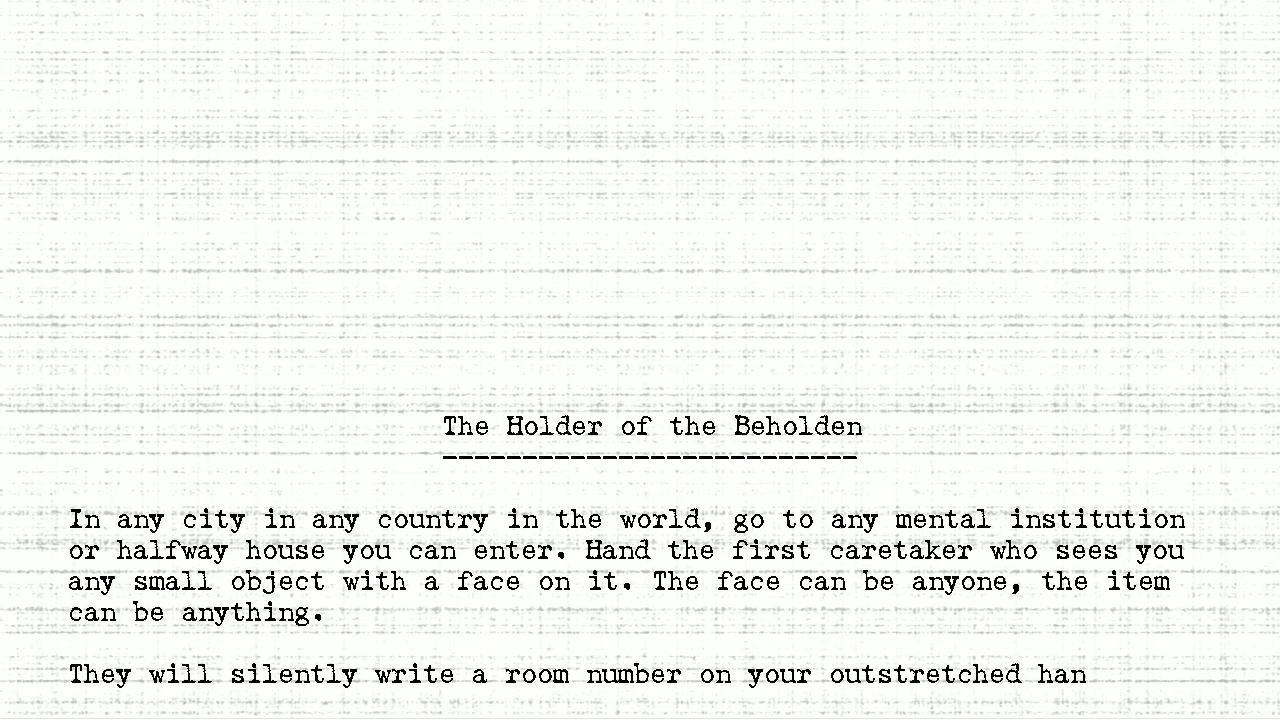 The Holder of the Beholden
--------------------------
In any city in any country in the world, go to any mental institution
or halfway house you can enter. Hand the first caretaker who sees you
any small object with a face on it. The face can be anyone, the item
can be anything.
They will silently write a room number on your outstretched han